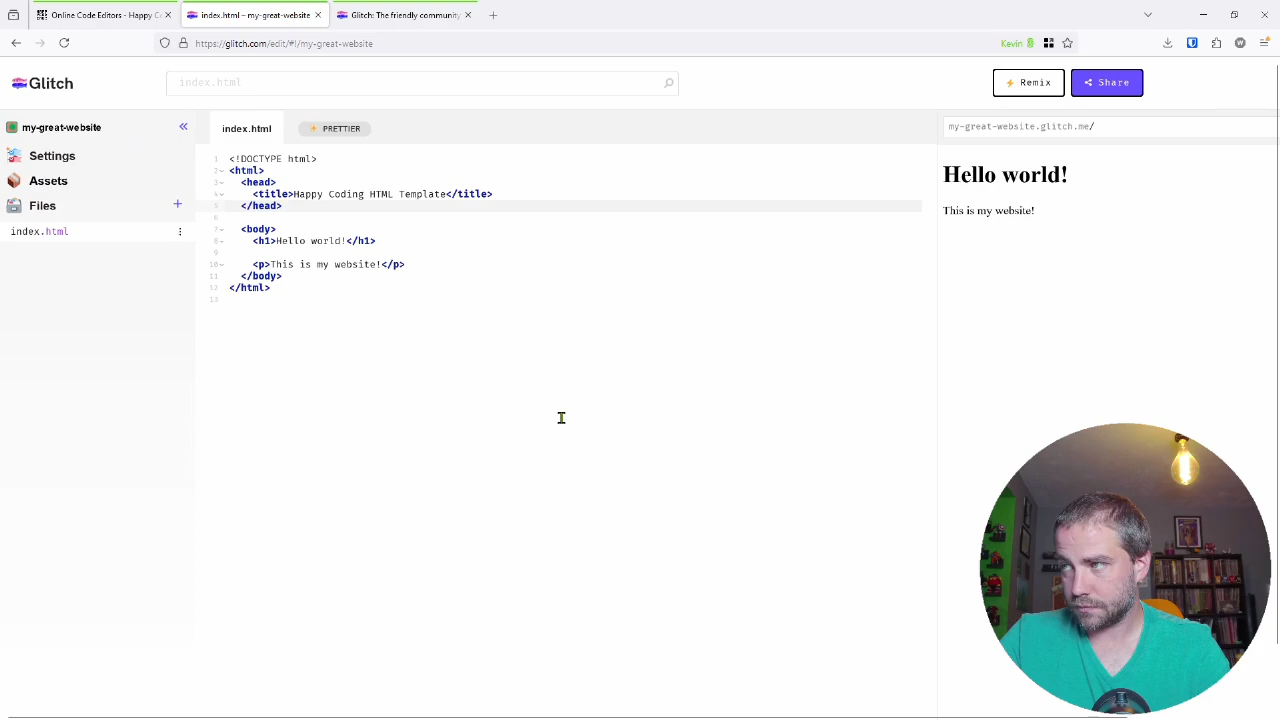 Online Code Editors - Happy C
index.html – my-great-website
Glitch: The friendly community
https://glitch.com/edit/#!/my-great-website
Kevin
W
Glitch
index.html
Remix
Share
my-great-website
Settings
Assets
Files
index.html
index.html
PRETTIER
1 <!DOCTYPE html>
2 <html>
3 <head>
4 <title>Happy Coding HTML Template</title>
5 </head>
6
7 <body>
8 <h1>Hello world!</h1>
9
10 <p>This is my website!</p>
11 </body>
12 </html>
13
my-great-website.glitch.me/
Hello world!
This is my website!